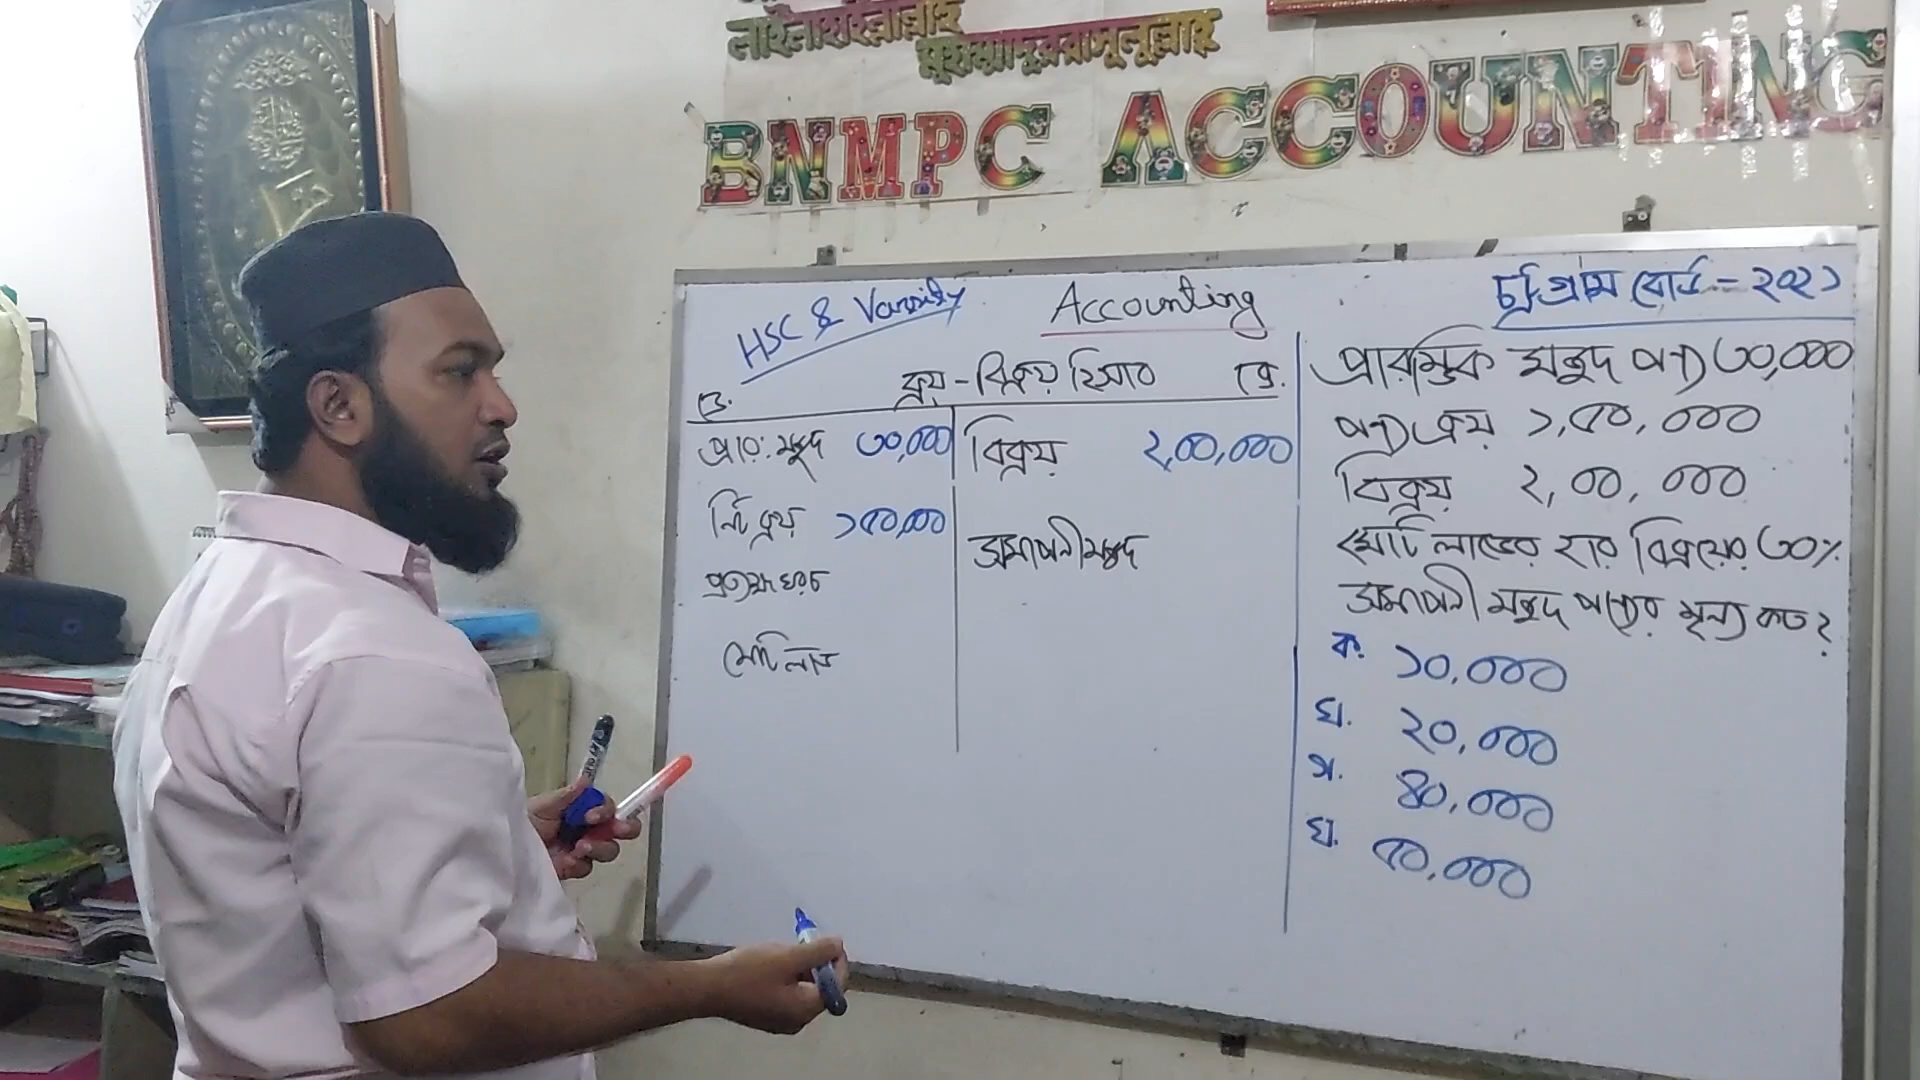 লাইলাহাইল্লাল্লাহু
মুহাম্মাদুররাসুলুল্লাহ
BNMPC ACCOUNTING
HSC & Varsity
Accounting
চট্টগ্রাম বোর্ড - ২০২১
ডে. ক্রয় - বিক্রয় হিসাব ক্রে.
প্রার: মজুদ ৩০,০০০
নিট ক্রয় ১৫০,০০০
প্রত্যক্ষ খরচ
মোট লাভ
বিক্রয় ২,০০,০০০
সমাপনী মজুদ
প্রারম্ভিক মজুদ পণ্য ৩০,০০০
পণ্য ক্রয় ১,৫০,০০০
বিক্রয় ২,০০,০০০
মোট লাভের হার বিক্রয়ের ৩০%
সমাপনী মজুদ পণ্যের মূল্য কত?
ক. ১০,০০০
খ. ২০,০০০
গ. ৪০,০০০
ঘ. ৫০,০০০